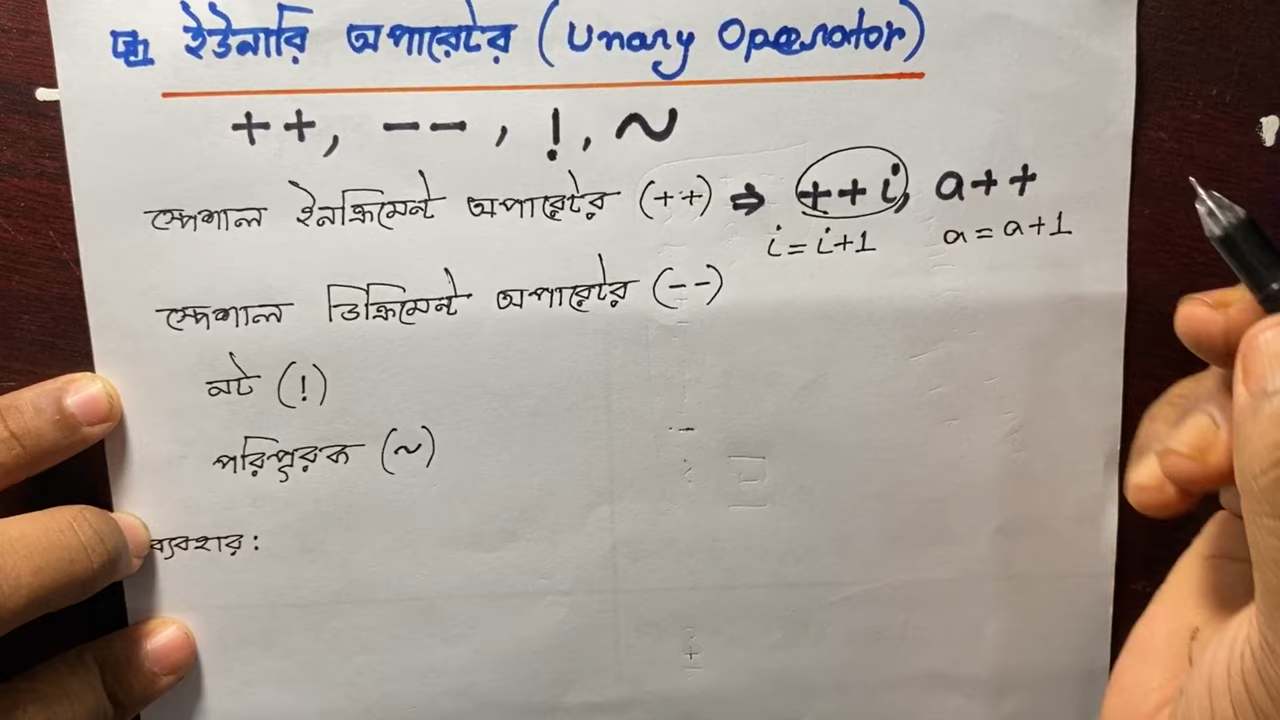 ইউনারি অপারেটর (Unary Operator)
++, --, !, ~
স্পেশাল ইনক্রিমেন্ট অপারেটর (++) ⇒ ++i, a++
i=i+1 a=a+1
স্পেশাল ডিক্রিমেন্ট অপারেটর (--)
নট (!)
পরিপূরক (~)
ব্যবহার: